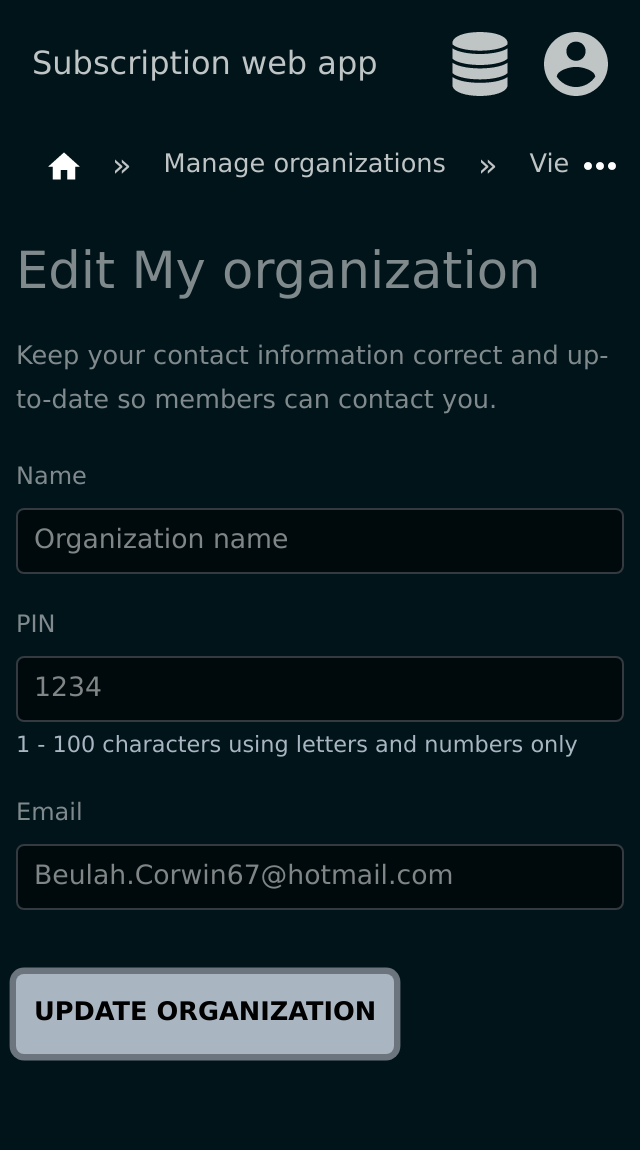 Subscription web app
» Manage organizations » Vie
Edit My organization
Keep your contact information correct and up-
to-date so members can contact you.
Name
Organization name
PIN
1234
1 - 100 characters using letters and numbers only
Email
Beulah.Corwin67@hotmail.com
UPDATE ORGANIZATION